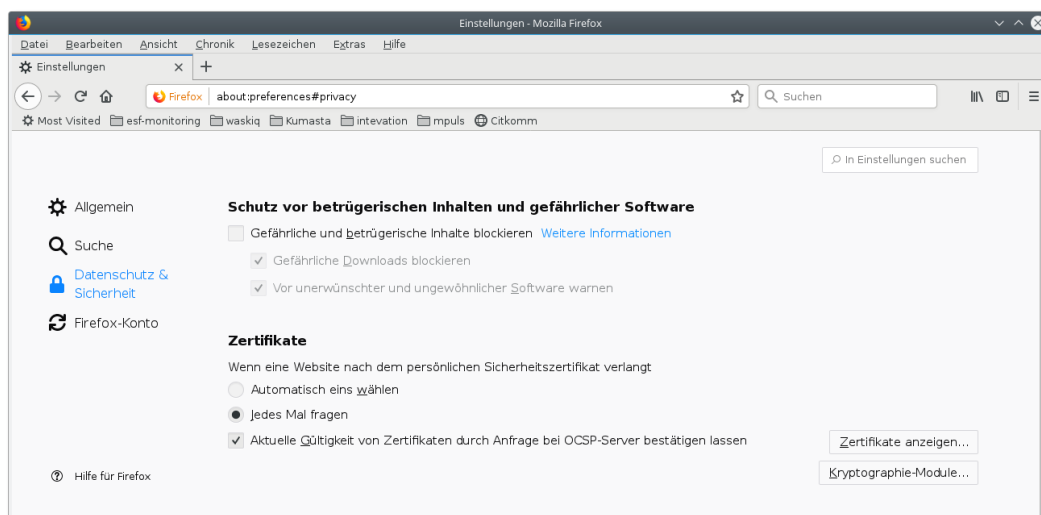 Einstellungen - Mozilla Firefox
Datei Bearbeiten Ansicht Chronik Lesezeichen Extras Hilfe
Einstellungen
Firefox about:preferences#privacy Suchen
Most Visited esf-monitoring waskiq Kumasta intevation mpuls Citkomm
In Einstellungen suchen
Allgemein
Suche
Datenschutz &
Sicherheit
Firefox-Konto
Hilfe für Firefox
Schutz vor betrügerischen Inhalten und gefährlicher Software
Gefährliche und betrügerische Inhalte blockieren Weitere Informationen
Gefährliche Downloads blockieren
Vor unerwünschter und ungewöhnlicher Software warnen
Zertifikate
Wenn eine Website nach dem persönlichen Sicherheitszertifikat verlangt
Automatisch eins wählen
Jedes Mal fragen
Aktuelle Gültigkeit von Zertifikaten durch Anfrage bei OCSP-Server bestätigen lassen
Zertifikate anzeigen...
Kryptographie-Module...